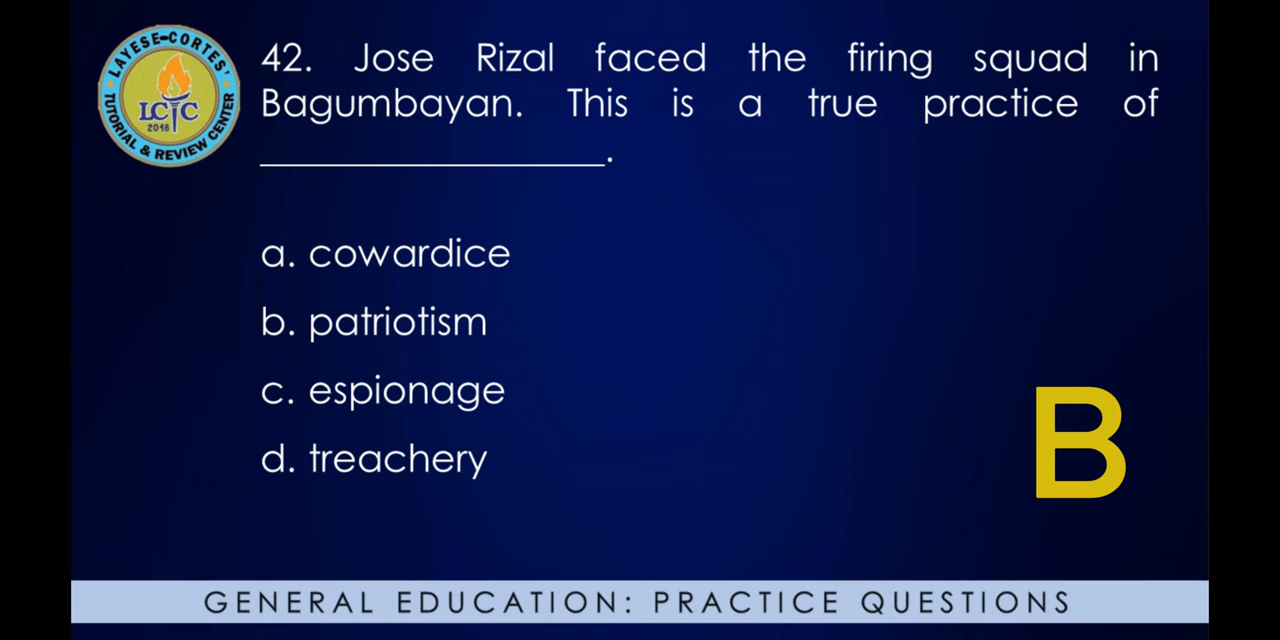 LAYESE-CORTES'
LCTC
2018
TUTORIAL & REVIEW CENTER
42. Jose Rizal faced the firing squad in
Bagumbayan. This is a true practice of
____________________.
a. cowardice
b. patriotism
c. espionage
d. treachery
B
GENERAL EDUCATION: PRACTICE QUESTIONS